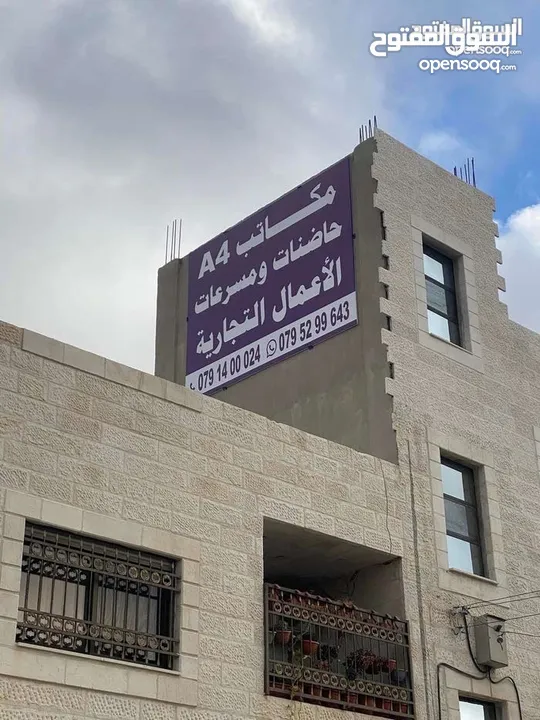 السوق المفتوح
opensooq.com
مكاتب A4
حاضنات ومسرعات
الأعمال التجارية
079 14 00 024 079 52 99 643